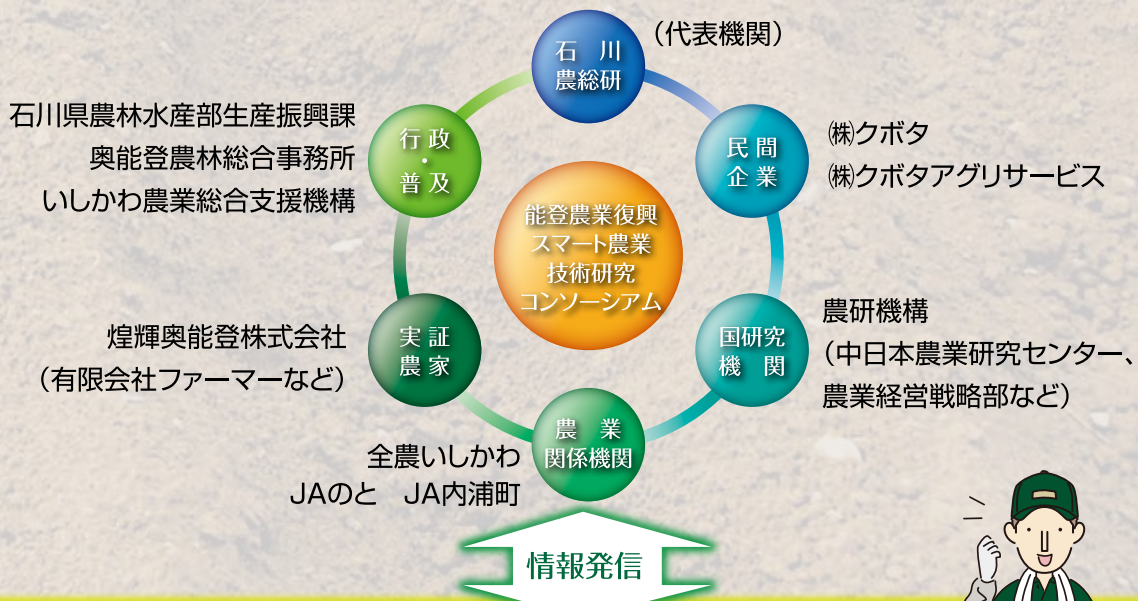 石川
農総研
（代表機関）
民間
企業
㈱クボタ
㈱クボタアグリサービス
国研究
機関
農研機構
（中日本農業研究センター、
農業経営戦略部など）
農業
関係機関
全農いしかわ
JAのと　JA内浦町
実証
農家
煌輝奥能登株式会社
（有限会社ファーマーなど）
行政
・
普及
石川県農林水産部生産振興課
奥能登農林総合事務所
いしかわ農業総合支援機構
能登農業復興
スマート農業
技術研究
コンソーシアム
情報発信